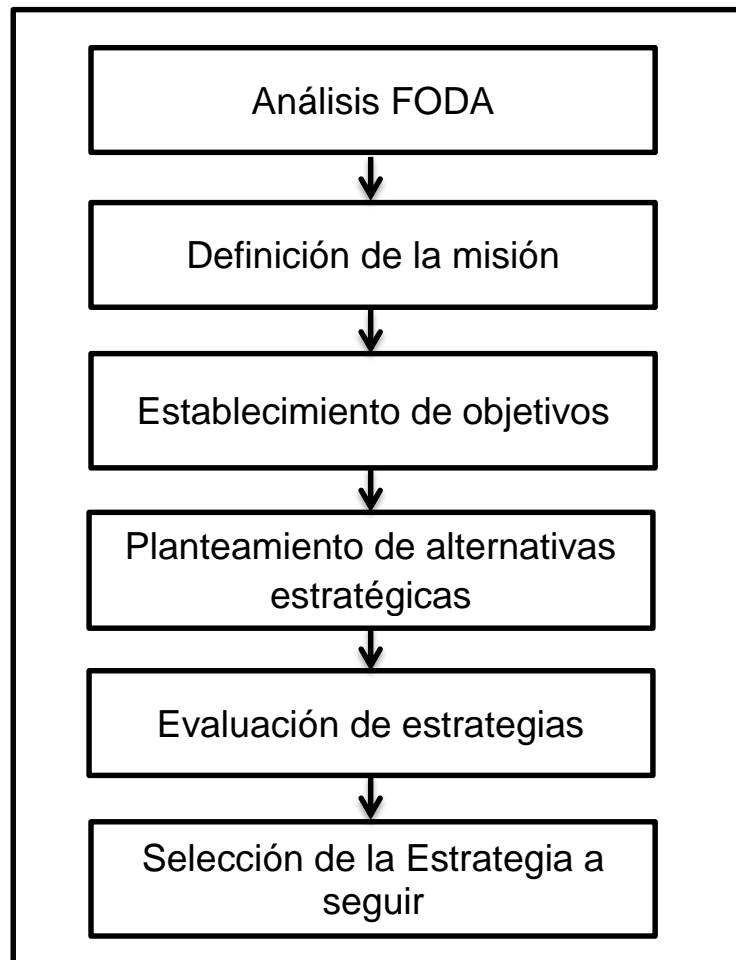 Análisis FODA
Definición de la misión
Establecimiento de objetivos
Planteamiento de alternativas
estratégicas
Evaluación de estrategias
Selección de la Estrategia a
seguir